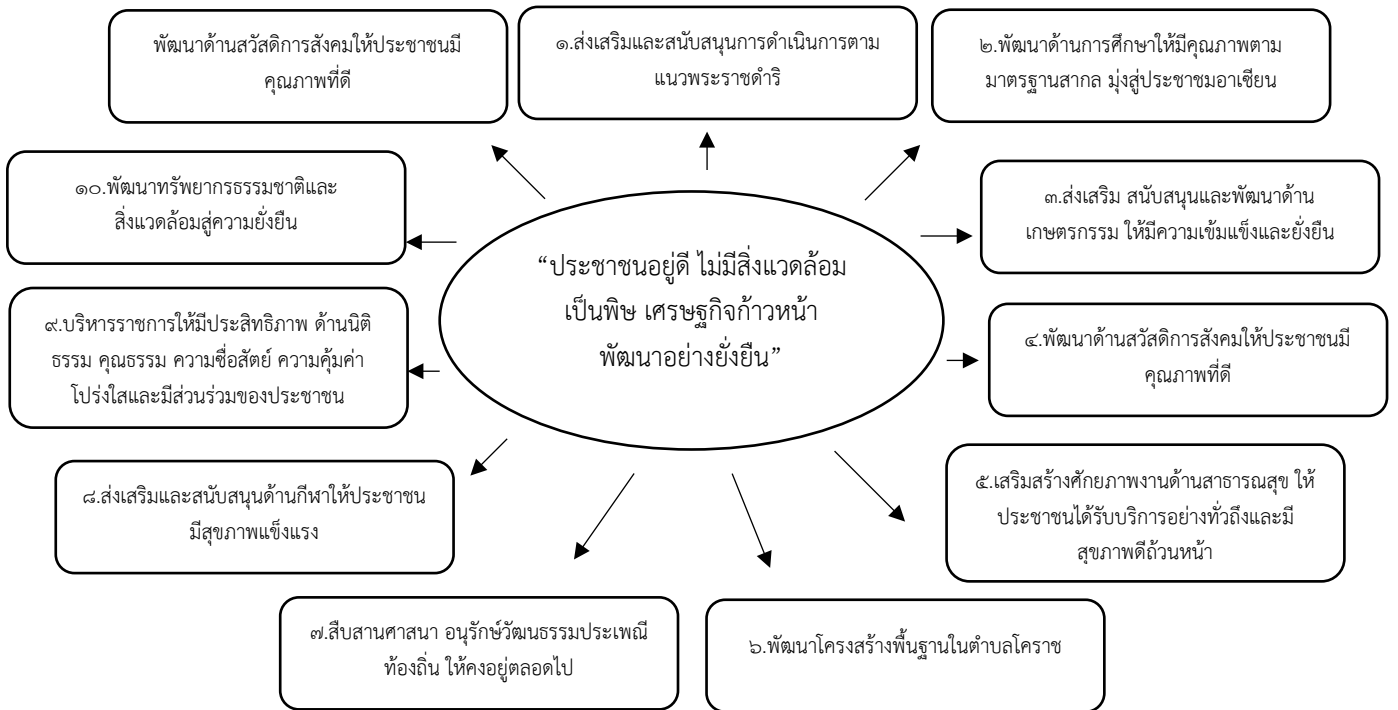 พัฒนาด้านสวัสดิการสังคมให้ประชาชนมี
คุณภาพที่ดี
๑.ส่งเสริมและสนับสนุนการดำเนินการตาม
แนวพระราชดำริ
๒.พัฒนาด้านการศึกษาให้มีคุณภาพตาม
มาตรฐานสากล มุ่งสู่ประชาชมอาเซียน
๑๐.พัฒนาทรัพยากรธรรมชาติและ
สิ่งแวดล้อมสู่ความยั่งยืน
๓.ส่งเสริม สนับสนุนและพัฒนาด้าน
เกษตรกรรม ให้มีความเข้มแข็งและยั่งยืน
“ประชาชนอยู่ดี ไม่มีสิ่งแวดล้อม
เป็นพิษ เศรษฐกิจก้าวหน้า
พัฒนาอย่างยั่งยืน”
๙.บริหารราชการให้มีประสิทธิภาพ ด้านนิติ
ธรรม คุณธรรม ความซื่อสัตย์ ความคุ้มค่า
โปร่งใสและมีส่วนร่วมของประชาชน
๔.พัฒนาด้านสวัสดิการสังคมให้ประชาชนมี
คุณภาพที่ดี
๘.ส่งเสริมและสนับสนุนด้านกีฬาให้ประชาชน
มีสุขภาพแข็งแรง
๕.เสริมสร้างศักยภาพงานด้านสาธารณสุข ให้
ประชาชนได้รับบริการอย่างทั่วถึงและมี
สุขภาพดีถ้วนหน้า
๗.สืบสานศาสนา อนุรักษ์วัฒนธรรมประเพณี
ท้องถิ่น ให้คงอยู่ตลอดไป
๖.พัฒนาโครงสร้างพื้นฐานในตำบลโคราช